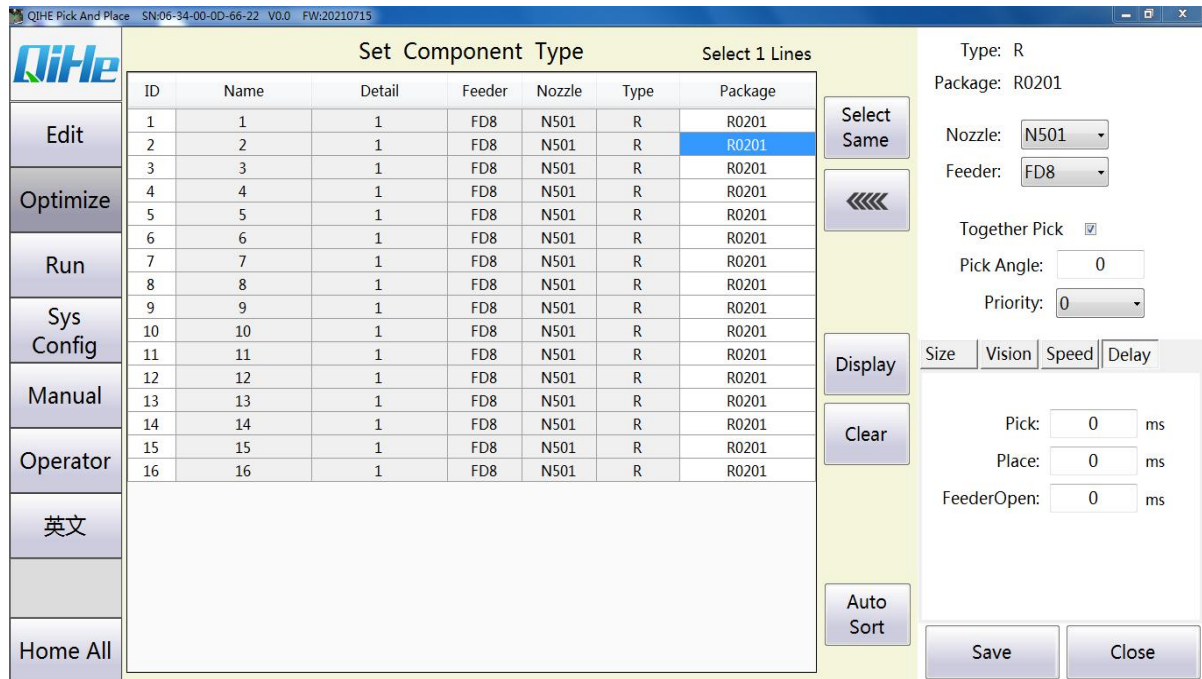 QIHE Pick And Place SN:06-34-00-0D-66-22 V0.0 FW:20210715
QiHe
Edit
Optimize
Run
Sys
Config
Manual
Operator
英文
Home All
Set Component Type
Select 1 Lines
ID Name Detail Feeder Nozzle Type Package
1 1 1 FD8 N501 R R0201
2 2 1 FD8 N501 R R0201
3 3 1 FD8 N501 R R0201
4 4 1 FD8 N501 R R0201
5 5 1 FD8 N501 R R0201
6 6 1 FD8 N501 R R0201
7 7 1 FD8 N501 R R0201
8 8 1 FD8 N501 R R0201
9 9 1 FD8 N501 R R0201
10 10 1 FD8 N501 R R0201
11 11 1 FD8 N501 R R0201
12 12 1 FD8 N501 R R0201
13 13 1 FD8 N501 R R0201
14 14 1 FD8 N501 R R0201
15 15 1 FD8 N501 R R0201
16 16 1 FD8 N501 R R0201
Select
Same
Display
Clear
Auto
Sort
Type: R
Package: R0201
Nozzle: N501
Feeder: FD8
Together Pick
Pick Angle: 0
Priority: 0
Size Vision Speed Delay
Pick: 0 ms
Place: 0 ms
FeederOpen: 0 ms
Save Close